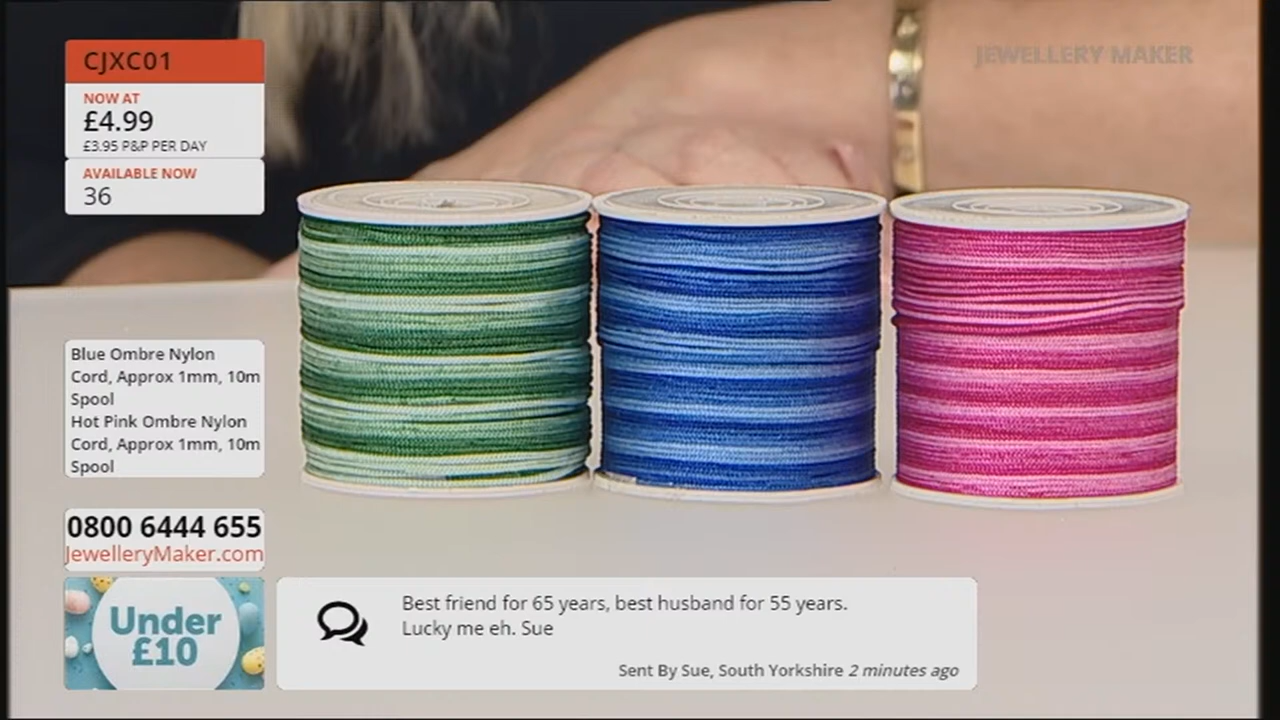 CJXC01
NOW AT
£4.99
£3.95 P&P PER DAY
AVAILABLE NOW
36
JEWELLERY MAKER
Blue Ombre Nylon
Cord, Approx 1mm, 10m
Spool
Hot Pink Ombre Nylon
Cord, Approx 1mm, 10m
Spool
0800 6444 655
JewelleryMaker.com
Under
£10
Best friend for 65 years, best husband for 55 years.
Lucky me eh. Sue
Sent By Sue, South Yorkshire 2 minutes ago